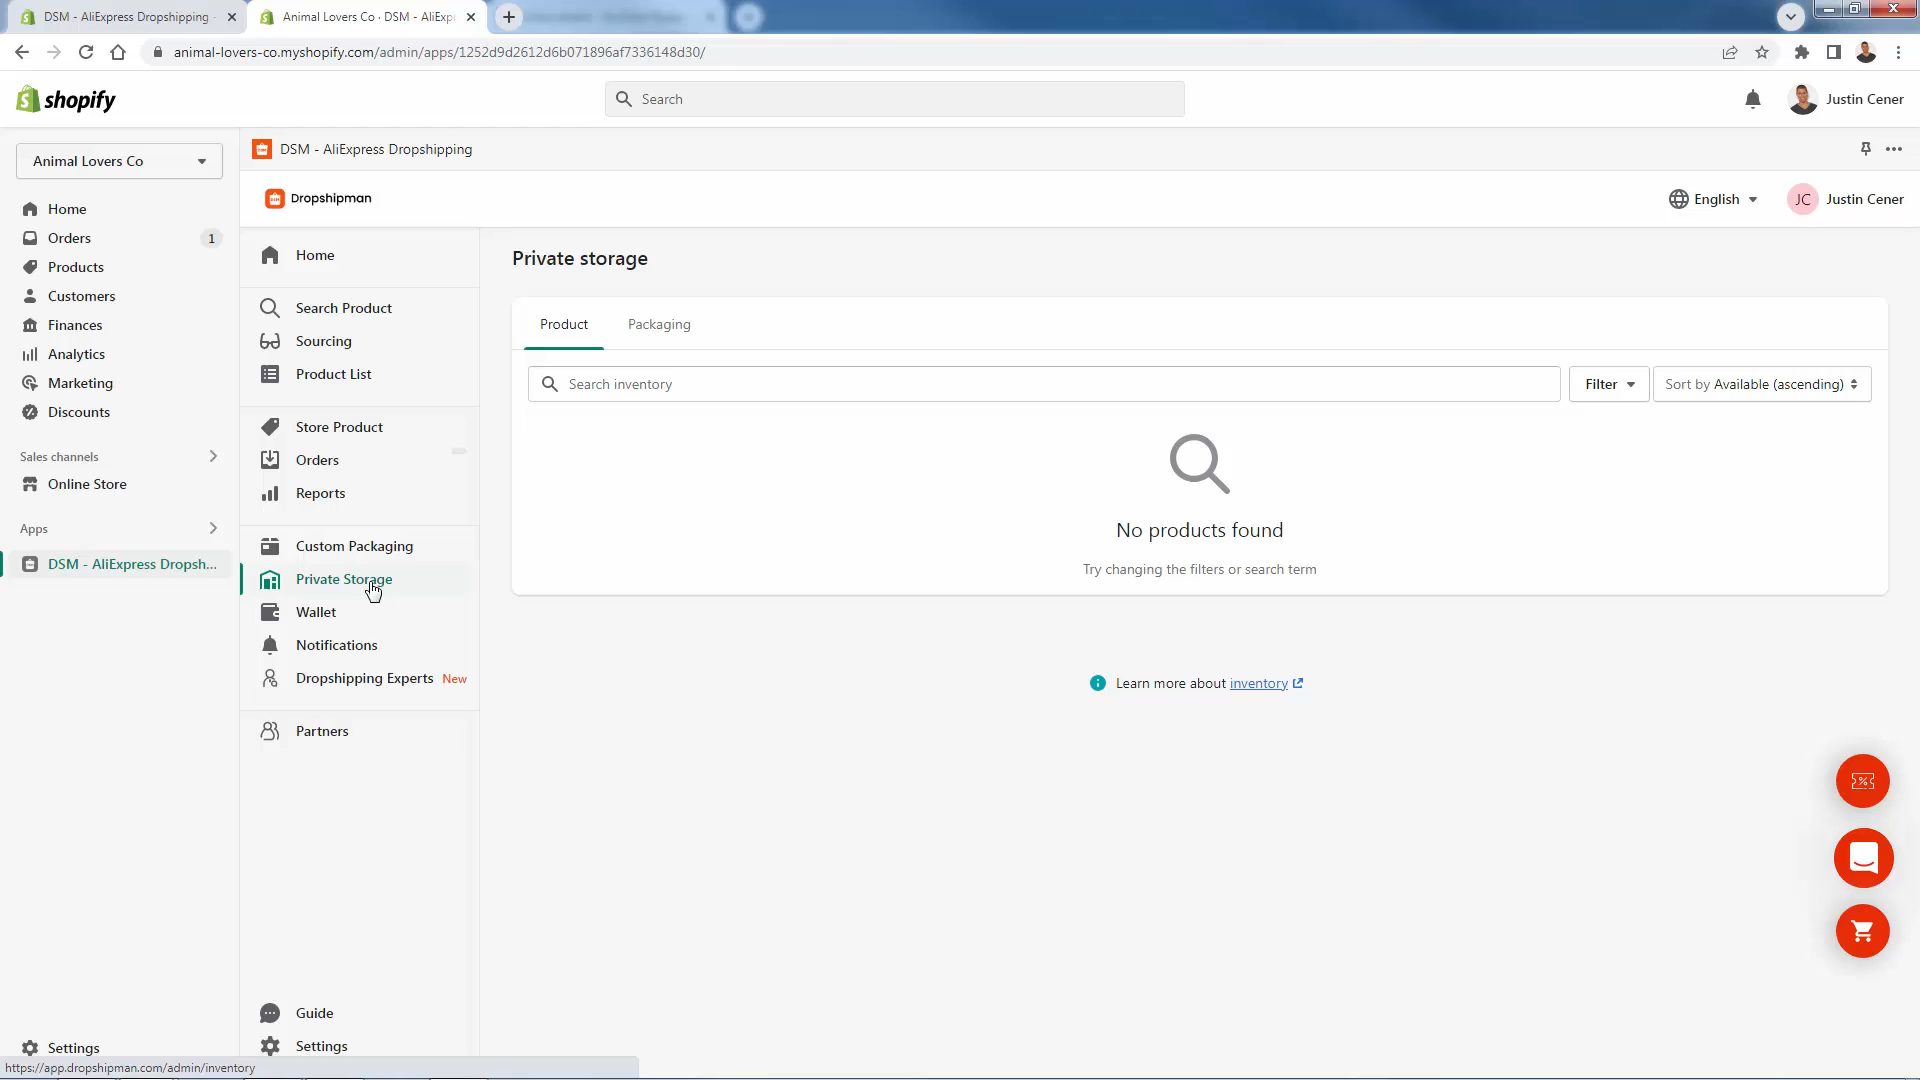 DSM - AliExpress Dropshipping
Animal Lovers Co · DSM - AliExp
animal-lovers-co.myshopify.com/admin/apps/1252d9d2612d6b071896af7336148d30/
shopify
Search
Justin Cener
Animal Lovers Co
DSM - AliExpress Dropshipping
Dropshipman
English
JC
Justin Cener
Home
Orders
1
Products
Customers
Finances
Analytics
Marketing
Discounts
Sales channels
Online Store
Apps
DSM - AliExpress Dropsh...
Settings
Home
Search Product
Sourcing
Product List
Store Product
Orders
Reports
Custom Packaging
Private Storage
Wallet
Notifications
Dropshipping Experts New
Partners
Guide
Settings
Private storage
Product
Packaging
Search inventory
Filter
Sort by Available (ascending)
No products found
Try changing the filters or search term
Learn more about inventory
https://app.dropshipman.com/admin/inventory